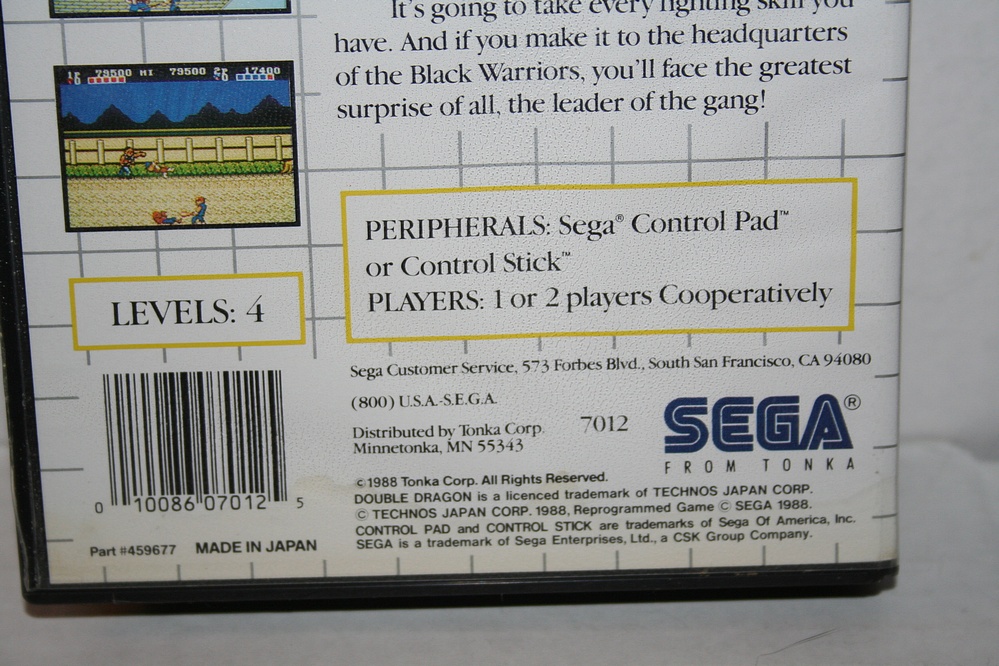 It's going to take every fighting skill you
have. And if you make it to the headquarters
of the Black Warriors, you'll face the greatest
surprise of all, the leader of the gang!
1P 79500 HI 79500 2P 17400
PERIPHERALS: Sega® Control Pad™
or Control Stick™
PLAYERS: 1 or 2 players Cooperatively
LEVELS: 4
Sega Customer Service, 573 Forbes Blvd., South San Francisco, CA 94080
(800) U.S.A.-S.E.G.A.
Distributed by Tonka Corp.
Minnetonka, MN 55343
7012
SEGA®
FROM TONKA
0 10086 07012 5
©1988 Tonka Corp. All Rights Reserved.
DOUBLE DRAGON is a licenced trademark of TECHNOS JAPAN CORP.
© TECHNOS JAPAN CORP. 1988, Reprogrammed Game © SEGA 1988.
CONTROL PAD and CONTROL STICK are trademarks of Sega Of America, Inc.
SEGA is a trademark of Sega Enterprises, Ltd., a CSK Group Company.
Part #459677 MADE IN JAPAN